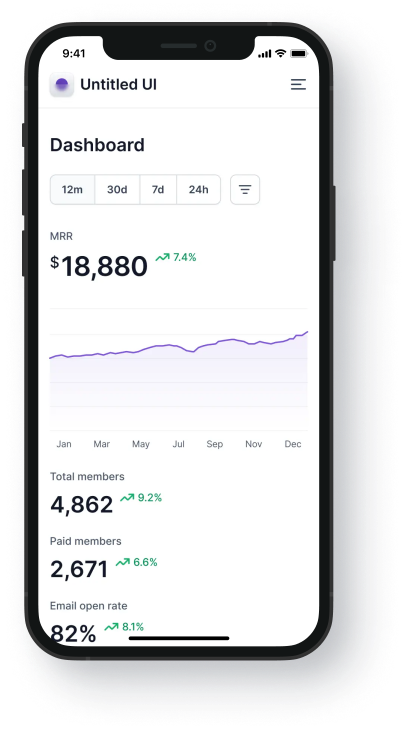 9:41
Untitled UI
Dashboard
12m 30d 7d 24h
MRR
$18,880 7.4%
Jan Mar May Jul Sep Nov Dec
Total members
4,862 9.2%
Paid members
2,671 6.6%
Email open rate
82% 8.1%